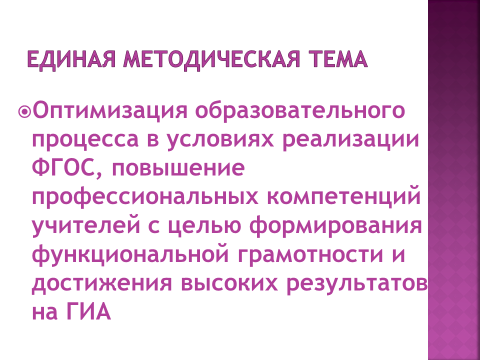 ЕДИНАЯ МЕТОДИЧЕСКАЯ ТЕМА
Оптимизация образовательного
процесса в условиях реализации
ФГОС, повышение
профессиональных компетенций
учителей с целью формирования
функциональной грамотности и
достижения высоких результатов
на ГИА